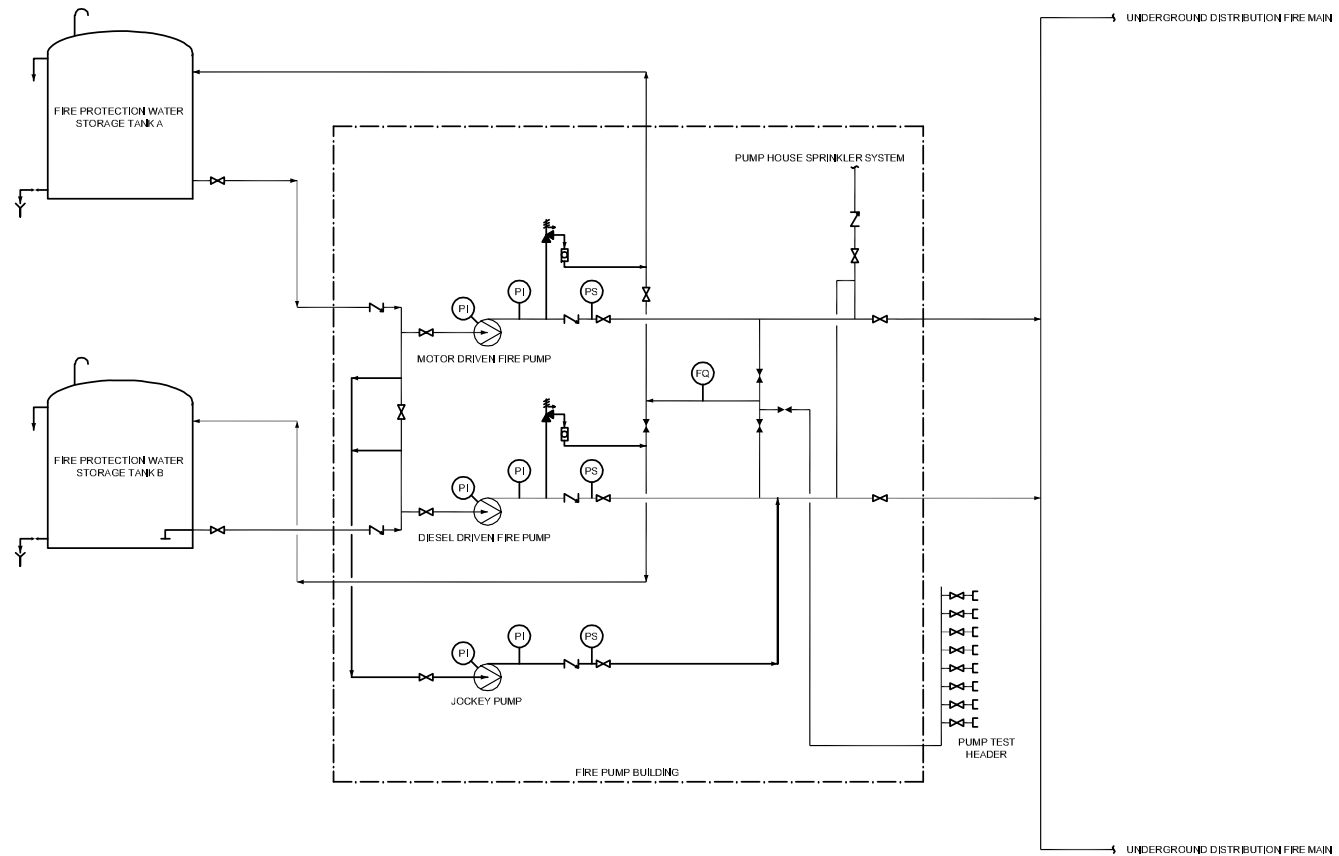 UNDERGROUND DISTRIBUTION FIRE MAIN
FIRE PROTECTION WATER
STORAGE TANK A
PUMP HOUSE SPRINKLER SYSTEM
PI
PS
PI
MOTOR DRIVEN FIRE PUMP
FQ
FIRE PROTECTION WATER
STORAGE TANK B
PI
PS
PI
DIESEL DRIVEN FIRE PUMP
PI
PS
PI
JOCKEY PUMP
PUMP TEST
HEADER
FIRE PUMP BUILDING
UNDERGROUND DISTRIBUTION FIRE MAIN